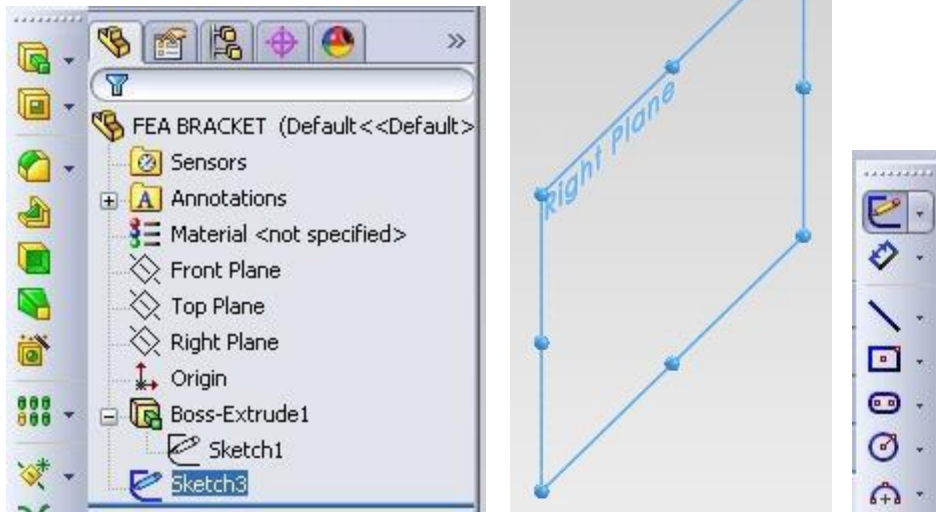 FEA BRACKET (Default<<Default>
Sensors
Annotations
Material <not specified>
Front Plane
Top Plane
Right Plane
Origin
Boss-Extrude1
Sketch1
Sketch3
Right Plane